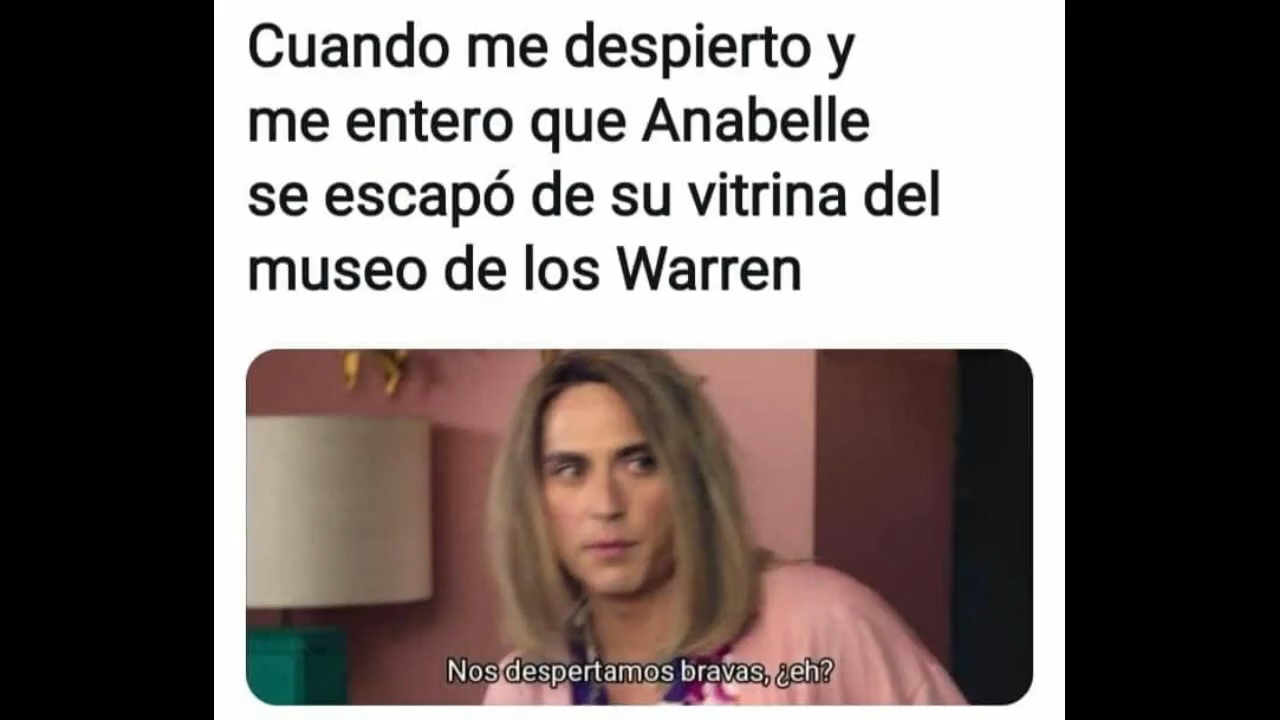 Cuando me despierto y
me entero que Anabelle
se escapó de su vitrina del
museo de los Warren
Nos despertamos bravas, ¿eh?